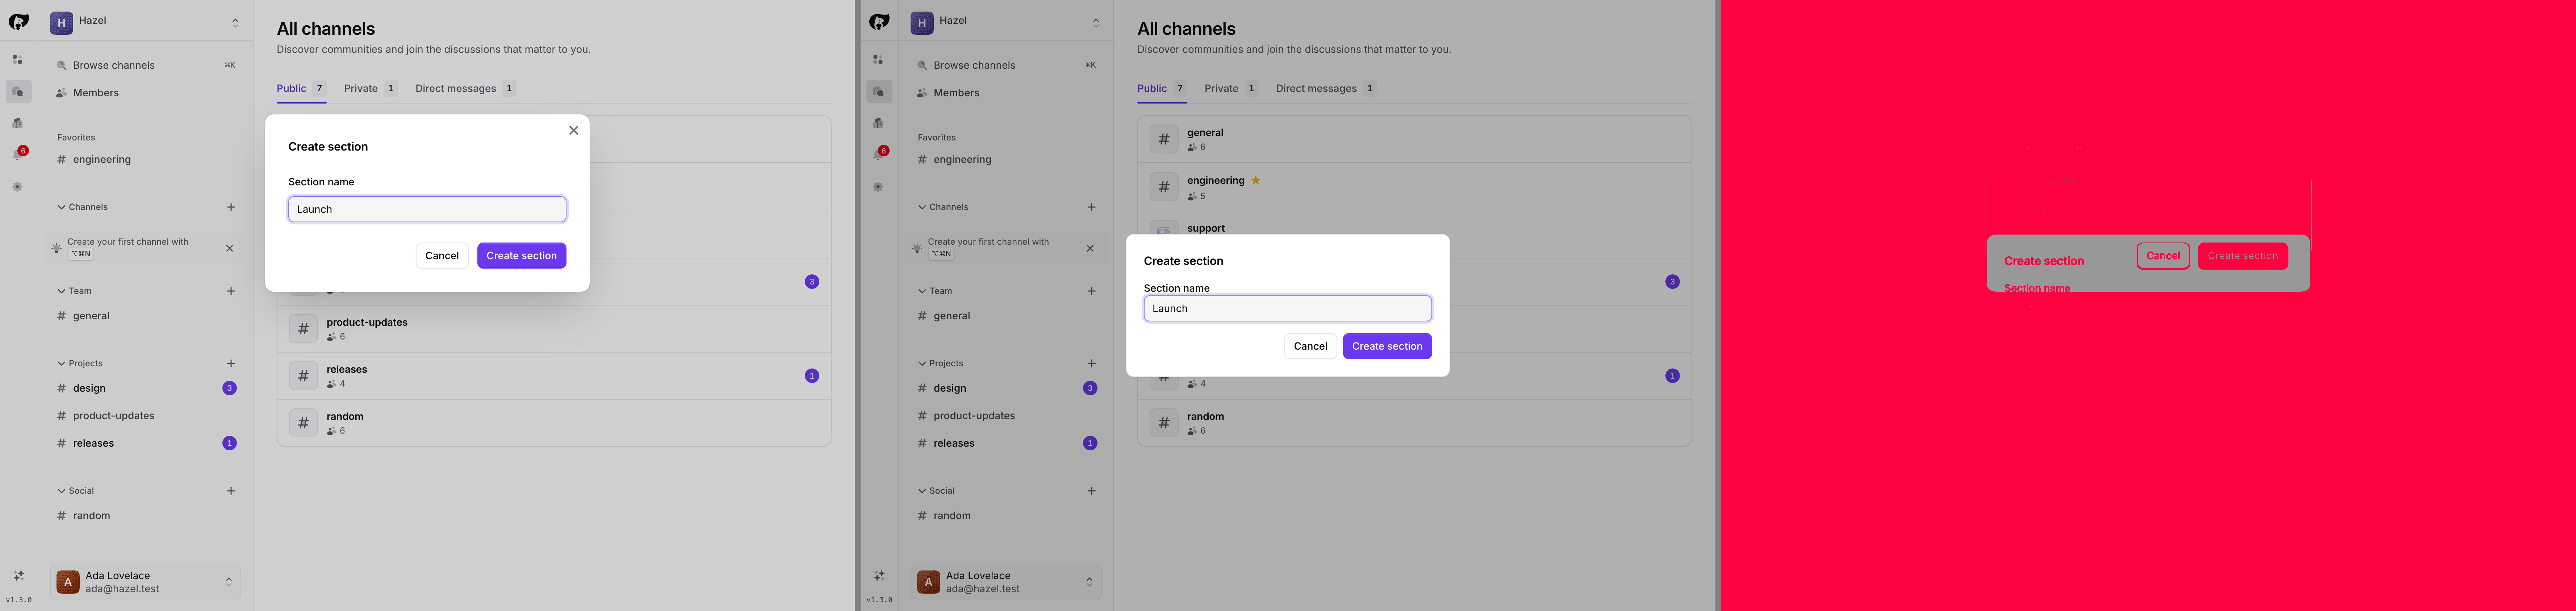 H Hazel
Browse channels ⌘K
Members
Favorites
# engineering
6
Channels
Create your first channel with
⌥⌘N
Team
# general
Projects
# design 3
# product-updates
# releases 1
Social
# random
A Ada Lovelace
ada@hazel.test
v1.3.0
All channels
Discover communities and join the discussions that matter to you.
Public 7 Private 1 Direct messages 1
Create section
Section name
Launch
Cancel Create section
3
# product-updates
6
# releases
4
1
# random
6
H Hazel
Browse channels ⌘K
Members
Favorites
# engineering
6
Channels
Create your first channel with
⌥⌘N
Team
# general
Projects
# design 3
# product-updates
# releases 1
Social
# random
A Ada Lovelace
ada@hazel.test
v1.3.0
All channels
Discover communities and join the discussions that matter to you.
Public 7 Private 1 Direct messages 1
# general
6
# engineering
5
support
Create section
Section name
Launch
Cancel Create section
3
# 4
1
# random
6
Create section
Cancel Create section
Section name